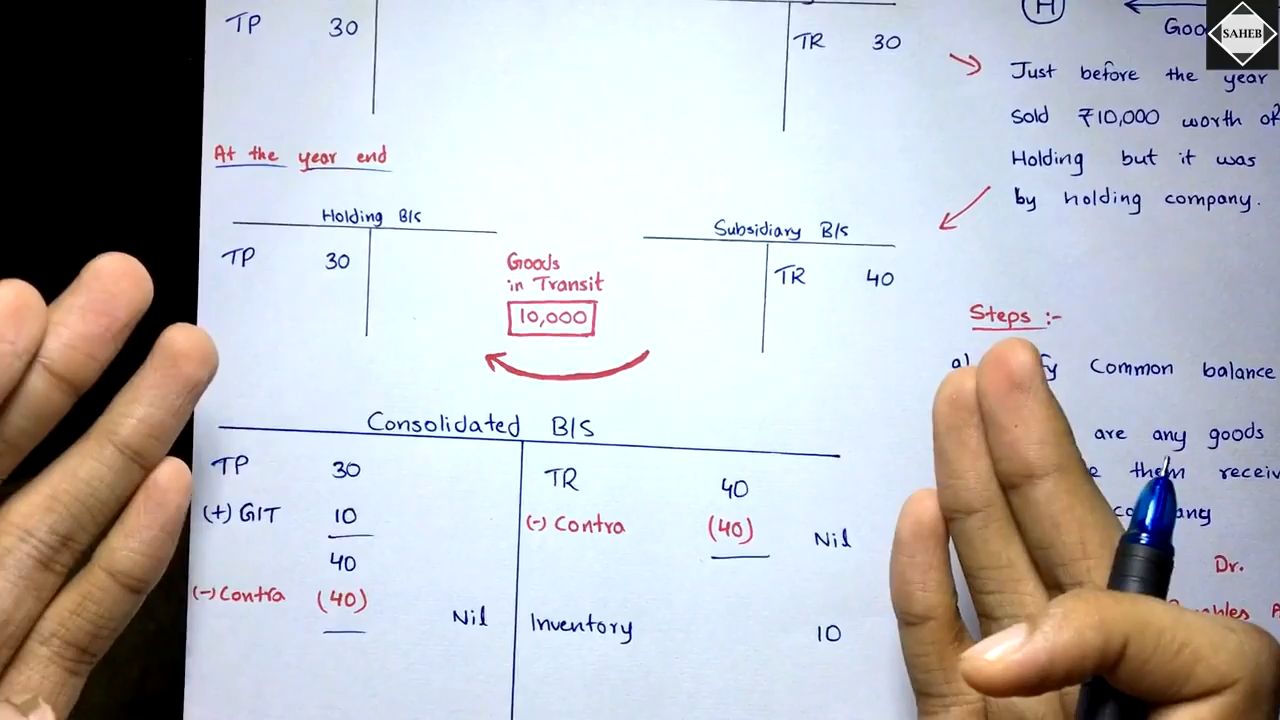 TP 30
TR 30
At the year end
Holding B/S
TP 30
Goods
in Transit
10,000
Subsidiary B/S
TR 40
Consolidated B/S
TP 30
(+) GIT 10
40
(-) Contra (40)
Nil
TR 40
(-) Contra (40)
Nil
Inventory 10
H
SAHEB
Just before the year
sold ₹10,000 worth of
Holding but it was
by holding company.
Steps :-
a) Common balance
are any goods
them
Dr.